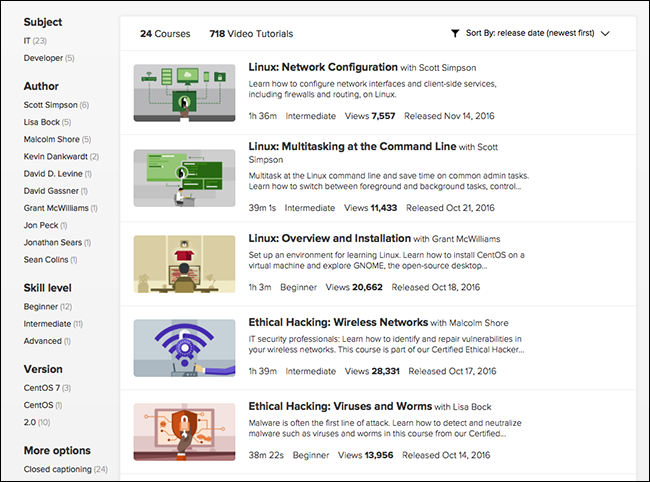 Subject
IT (23)
Developer (5)
Author
Scott Simpson (6)
Lisa Bock (5)
Malcolm Shore (5)
Kevin Dankwardt (2)
David D. Levine (1)
David Gassner (1)
Grant McWilliams (1)
Jon Peck (1)
Jonathan Sears (1)
Sean Colins (1)
Skill level
Beginner (12)
Intermediate (11)
Advanced (1)
Version
CentOS 7 (3)
CentOS (1)
2.0 (10)
More options
Closed captioning (24)
24 Courses 718 Video Tutorials
Sort By: release date (newest first)
Linux: Network Configuration with Scott Simpson
Learn how to configure network interfaces and client-side services,
including firewalls and routing, on Linux.
1h 36m Intermediate Views 7,557 Released Nov 14, 2016
Linux: Multitasking at the Command Line with Scott
Simpson
Multitask at the Linux command line and save time on common admin tasks.
Learn how to switch between foreground and background tasks, control...
39m 1s Intermediate Views 11,433 Released Oct 21, 2016
Linux: Overview and Installation with Grant McWilliams
Set up an environment for learning Linux. Learn how to install CentOS on a
virtual machine and explore GNOME, the open-source desktop...
1h 3m Beginner Views 20,662 Released Oct 18, 2016
Ethical Hacking: Wireless Networks with Malcolm Shore
IT security professionals: Learn how to identify and repair vulnerabilities in
your wireless networks. This course is part of our Certified Ethical Hacker...
1h 39m Intermediate Views 28,331 Released Oct 17, 2016
Ethical Hacking: Viruses and Worms with Lisa Bock
Malware is often the first line of attack. Learn how to detect and neutralize
malware such as viruses and worms in this course from our Certified...
38m 22s Beginner Views 13,956 Released Oct 14, 2016